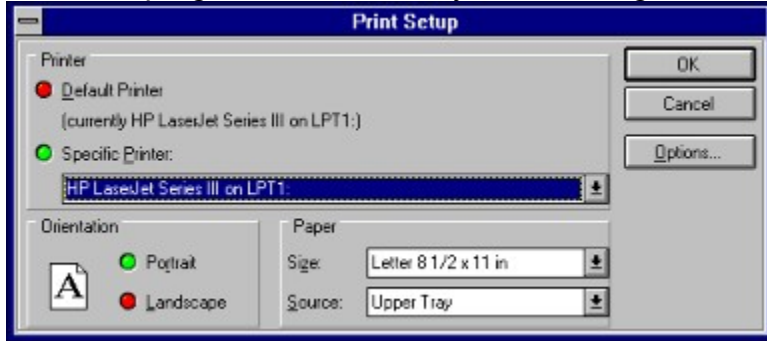 Print Setup
Printer
Default Printer
(currently HP LaserJet Series III on LPT1:)
Specific Printer:
HP LaserJet Series III on LPT1:
OK
Cancel
Options...
Orientation
A
Portrait
Landscape
Paper
Size:
Letter 8 1/2 x 11 in
Source:
Upper Tray